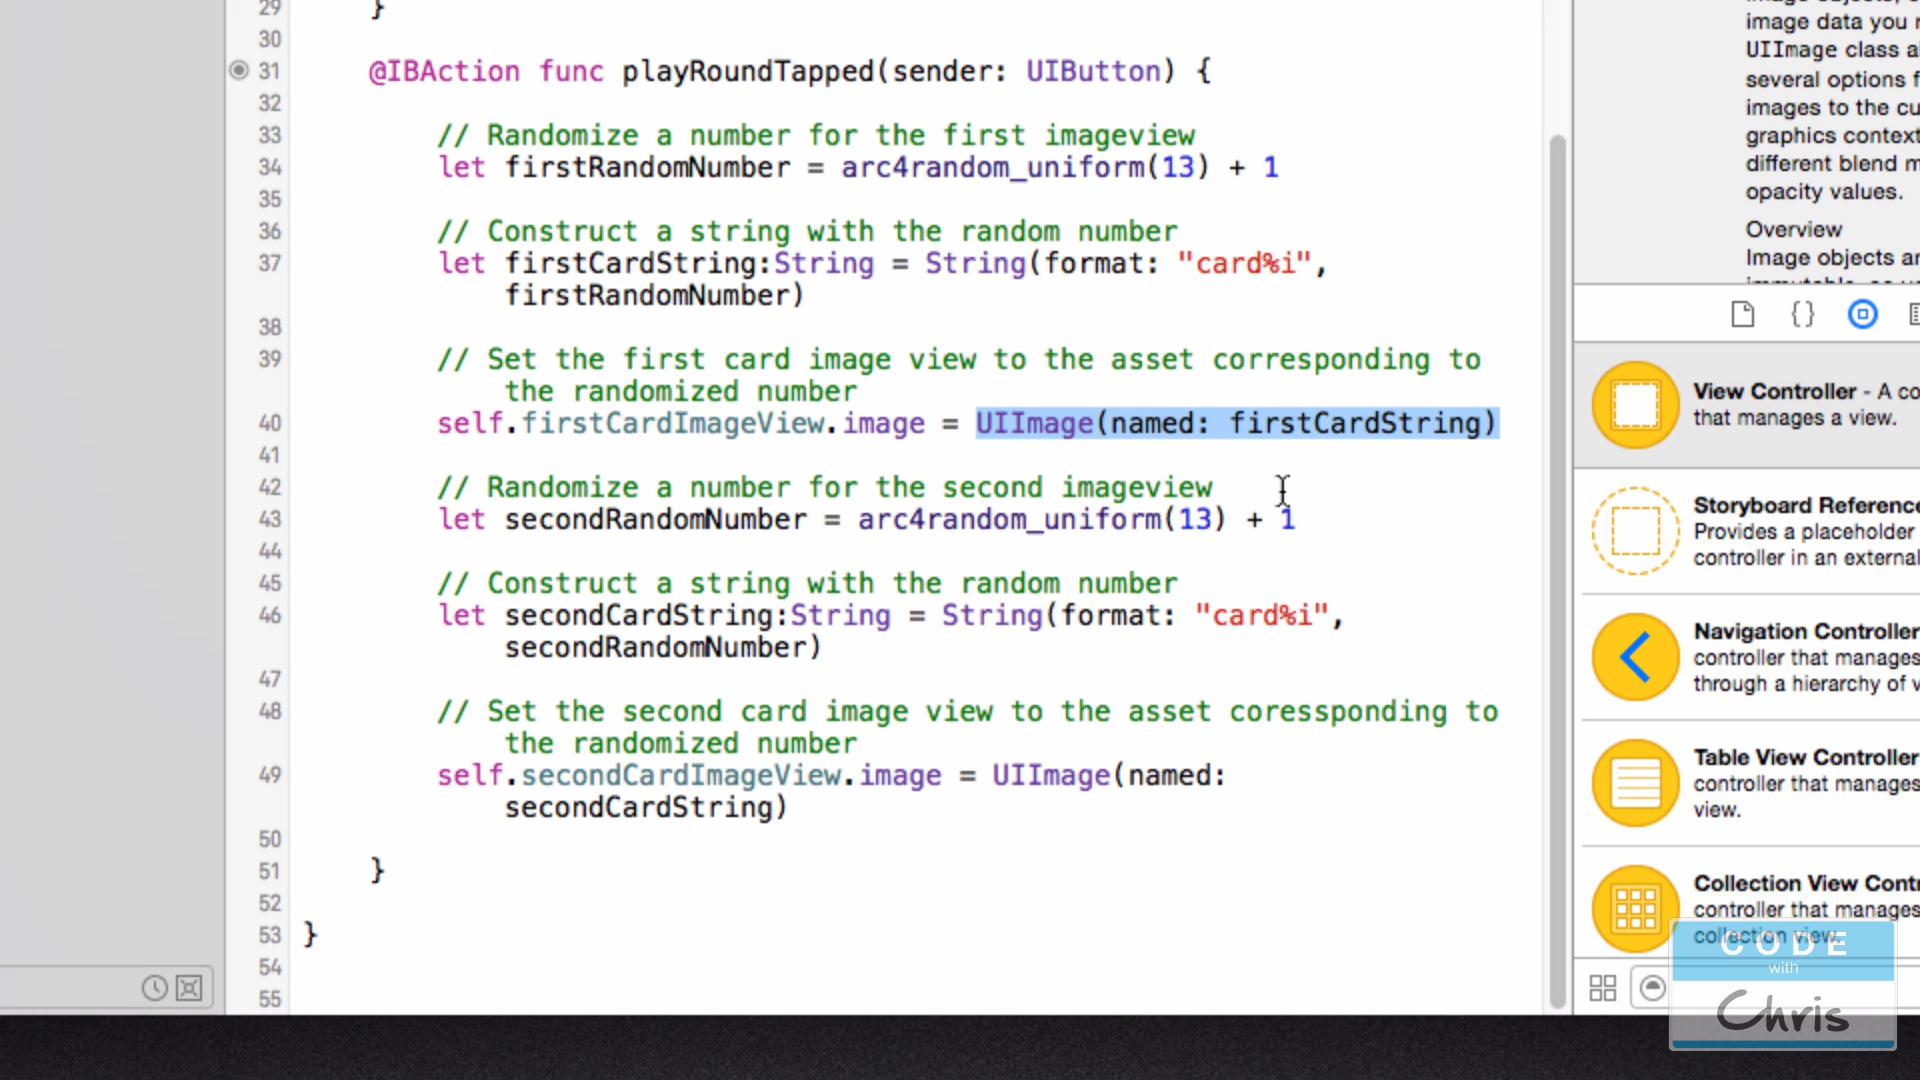 29 }
30
31 @IBAction func playRoundTapped(sender: UIButton) {
32
33 // Randomize a number for the first imageview
34 let firstRandomNumber = arc4random_uniform(13) + 1
35
36 // Construct a string with the random number
37 let firstCardString:String = String(format: "card%i",
firstRandomNumber)
38
39 // Set the first card image view to the asset corresponding to
the randomized number
40 self.firstCardImageView.image = UIImage(named: firstCardString)
41
42 // Randomize a number for the second imageview
43 let secondRandomNumber = arc4random_uniform(13) + 1
44
45 // Construct a string with the random number
46 let secondCardString:String = String(format: "card%i",
secondRandomNumber)
47
48 // Set the second card image view to the asset coressponding to
the randomized number
49 self.secondCardImageView.image = UIImage(named:
secondCardString)
50
51 }
52
53 }
54
55
image data you
UIImage class
several options
images to the
graphics context
different blend
opacity values.
Overview
Image objects
{}
View Controller - A
that manages a view.
Storyboard Reference
Provides a placeholder
controller in an external
Navigation Controller
controller that manages
through a hierarchy of
Table View Controller
controller that manages
view.
Collection View
controller that manages
collection view.
CODE
with
Chris